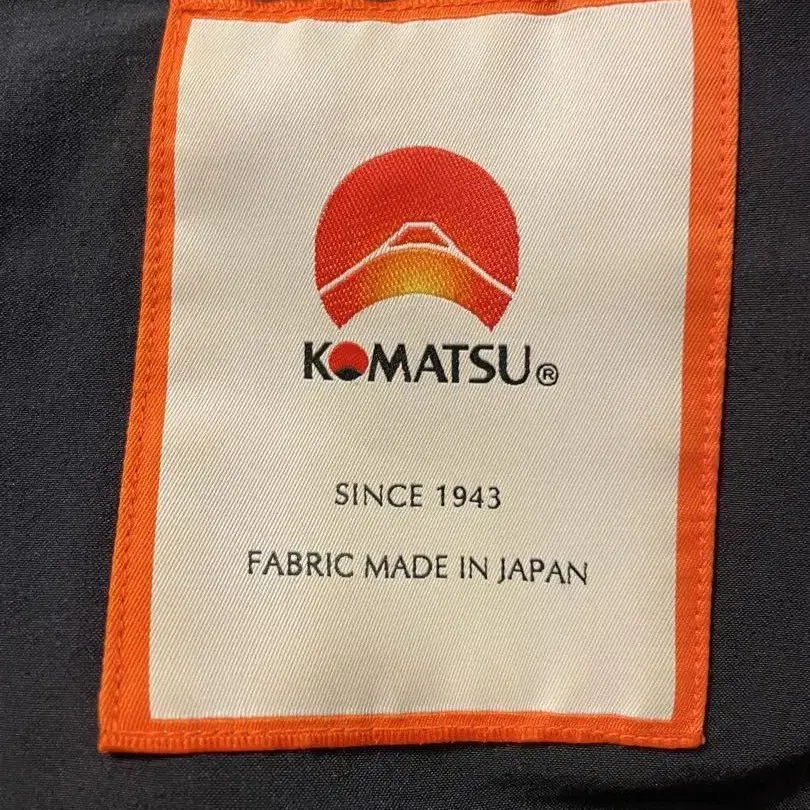 KOMATSU®
SINCE 1943
FABRIC MADE IN JAPAN